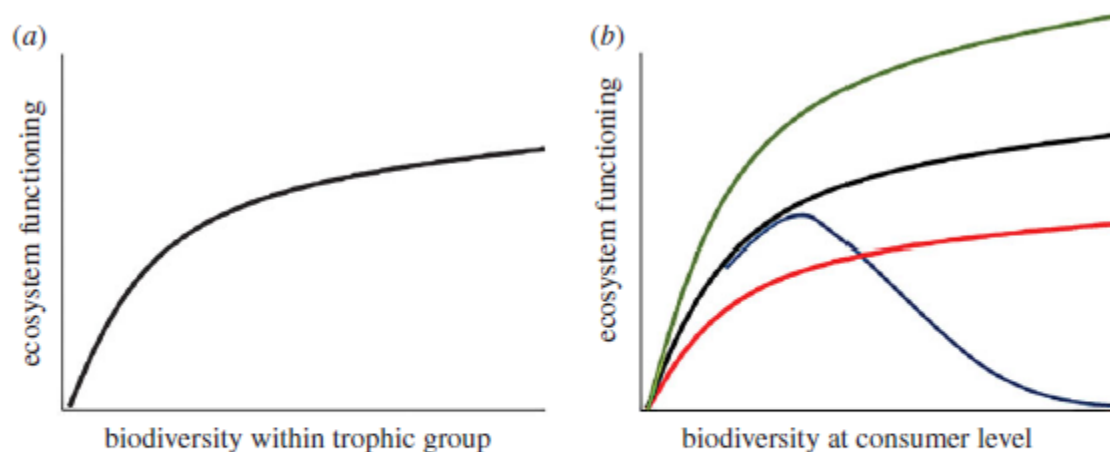 (a)
ecosystem functioning
biodiversity within trophic group
(b)
ecosystem functioning
biodiversity at consumer level